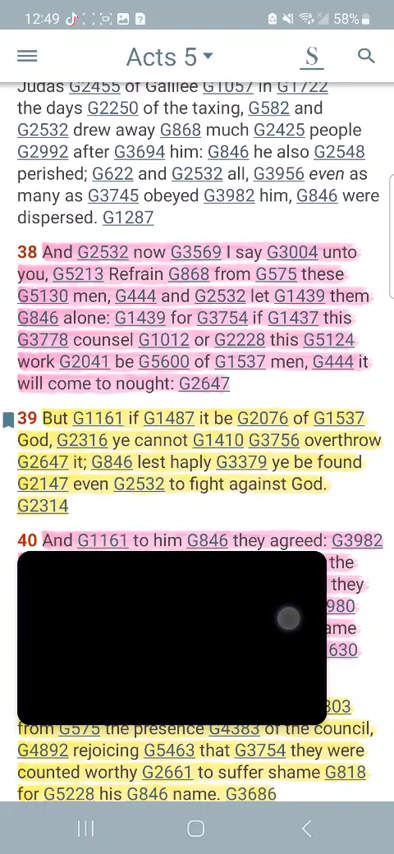 12:49 58%
Acts 5 S
Judas G2455 of Galilee G1057 in G1722
the days G2250 of the taxing, G582 and
G2532 drew away G868 much G2425 people
G2992 after G3694 him: G846 he also G2548
perished; G622 and G2532 all, G3956 even as
many as G3745 obeyed G3982 him, G846 were
dispersed. G1287
38 And G2532 now G3569 I say G3004 unto
you, G5213 Refrain G868 from G575 these
G5130 men, G444 and G2532 let G1439 them
G846 alone: G1439 for G3754 if G1437 this
G3778 counsel G1012 or G2228 this G5124
work G2041 be G5600 of G1537 men, G444 it
will come to nought: G2647
39 But G1161 if G1487 it be G2076 of G1537
God, G2316 ye cannot G1410 G3756 overthrow
G2647 it; G846 lest haply G3379 ye be found
G2147 even G2532 to fight against God.
G2314
40 And G1161 to him G846 they agreed: G3982
the
they
980
ame
630
303
from G575 the presence G4383 of the council,
G4892 rejoicing G5463 that G3754 they were
counted worthy G2661 to suffer shame G818
for G5228 his G846 name. G3686